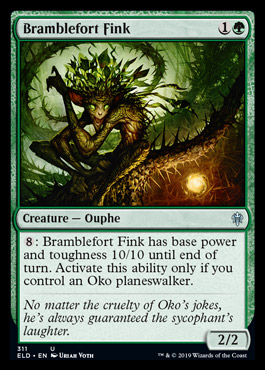 Bramblefort Fink 1
Creature — Ouphe
8: Bramblefort Fink has base power
and toughness 10/10 until end of
turn. Activate this ability only if you
control an Oko planeswalker.
No matter the cruelty of Oko's jokes,
he's always guaranteed the sycophant's
laughter.
2/2
311 U
ELD • EN Uriah Voth
™ & © 2019 Wizards of the Coast